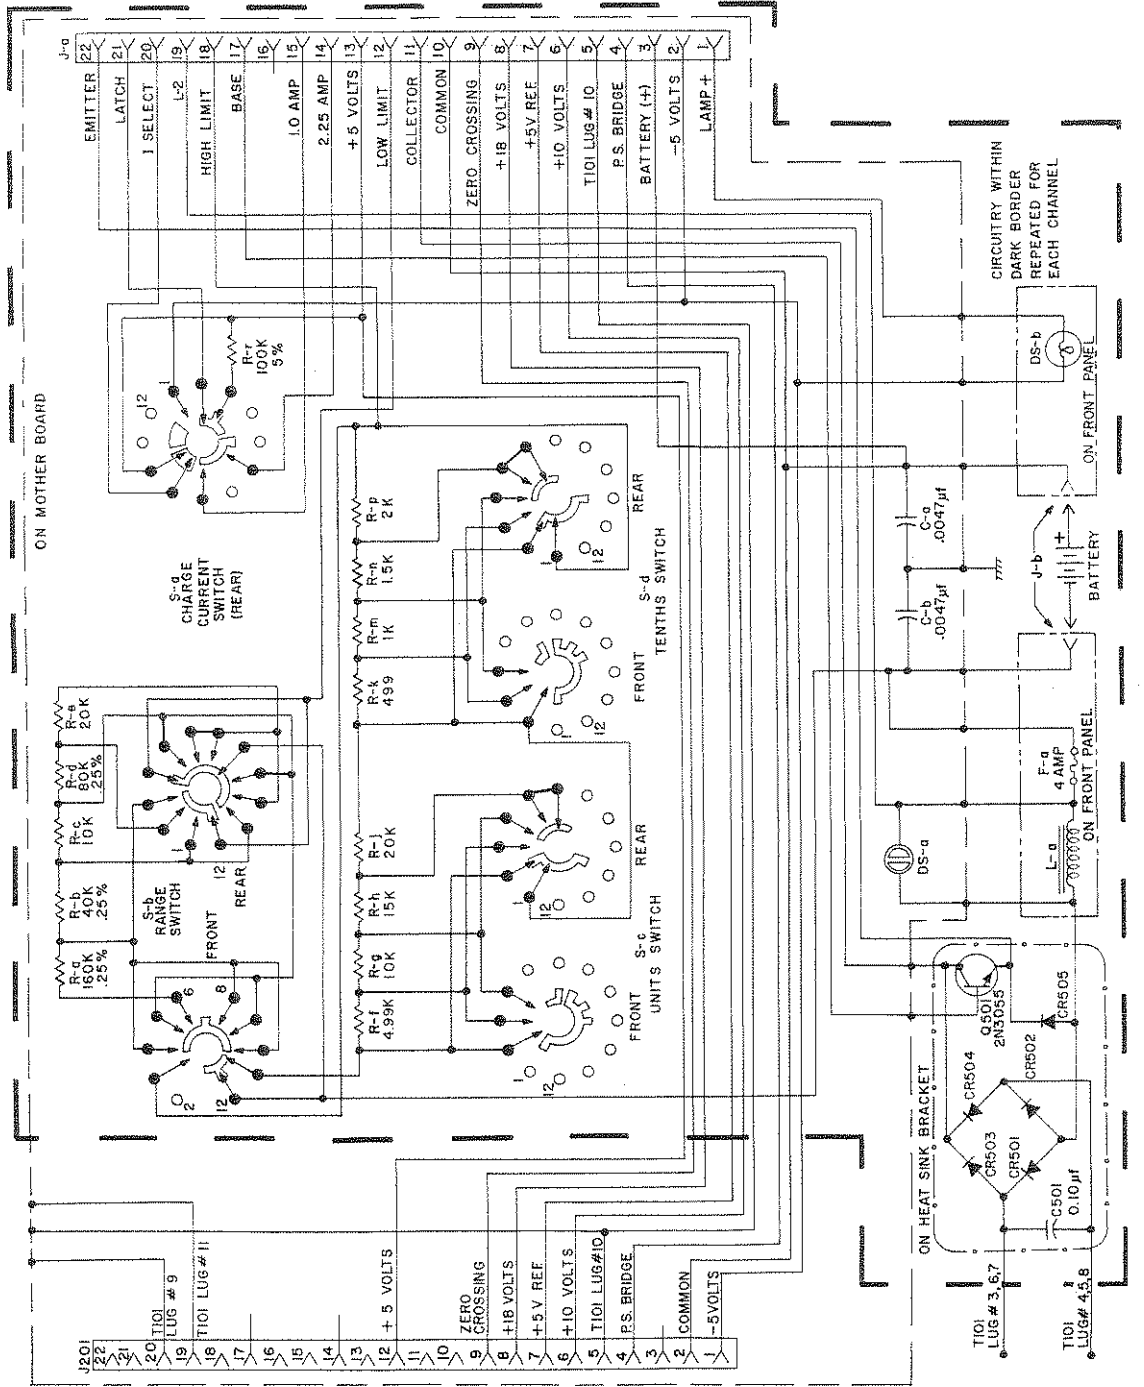 ON MOTHER BOARD
J-a
22 EMITTER
21 LATCH
20 I SELECT
19 L-2
18 HIGH LIMIT
17 BASE
16
15 1.0 AMP
14 2.25 AMP
13 +5 VOLTS
12 LOW LIMIT
11 COLLECTOR
10 COMMON
9 ZERO CROSSING
8 +18 VOLTS
7 +5V REF.
6 +10 VOLTS
5 T101 LUG# 10
4 P.S. BRIDGE
3 BATTERY (+)
2 -5 VOLTS
1 LAMP +
R-r
100K
5%
1
12
S-a
CHARGE
CURRENT
SWITCH
(REAR)
R-a
160K
.25%
R-b
40K
.25%
R-c
10K
R-d
80K
.25%
R-e
20K
S-b
RANGE
SWITCH
FRONT
REAR
1
12
6
8
2
12
R-f
4.99K
R-g
10K
R-h
15K
R-j
20K
R-k
499
R-m
1K
R-n
1.5K
R-p
2K
1
12
FRONT
1
12
REAR
S-c
UNITS SWITCH
1
12
FRONT
1
12
REAR
S-d
TENTHS SWITCH
CIRCUITRY WITHIN
DARK BORDER
REPEATED FOR
EACH CHANNEL
DS-b
ON FRONT PANEL
C-a
.0047µf
C-b
.0047µf
J-b
+
BATTERY
F-a
4 AMP
ON FRONT PANEL
L-a
DS-a
ON HEAT SINK BRACKET
Q501
2N3055
CR505
CR504
CR502
CR503
CR501
C501
0.10µf
T101
LUG# 3,6,7
T101
LUG# 4,5,8
J201
22
21
20 T101
LUG # 9
19 T101 LUG# 11
18
17
16
15
14
13
12 + 5 VOLTS
11
10
9 ZERO
CROSSING
8 +18 VOLTS
7 +5 V REF.
6 +10 VOLTS
5 T101 LUG#10
4 P.S. BRIDGE
3
2 COMMON
1 -5VOLTS